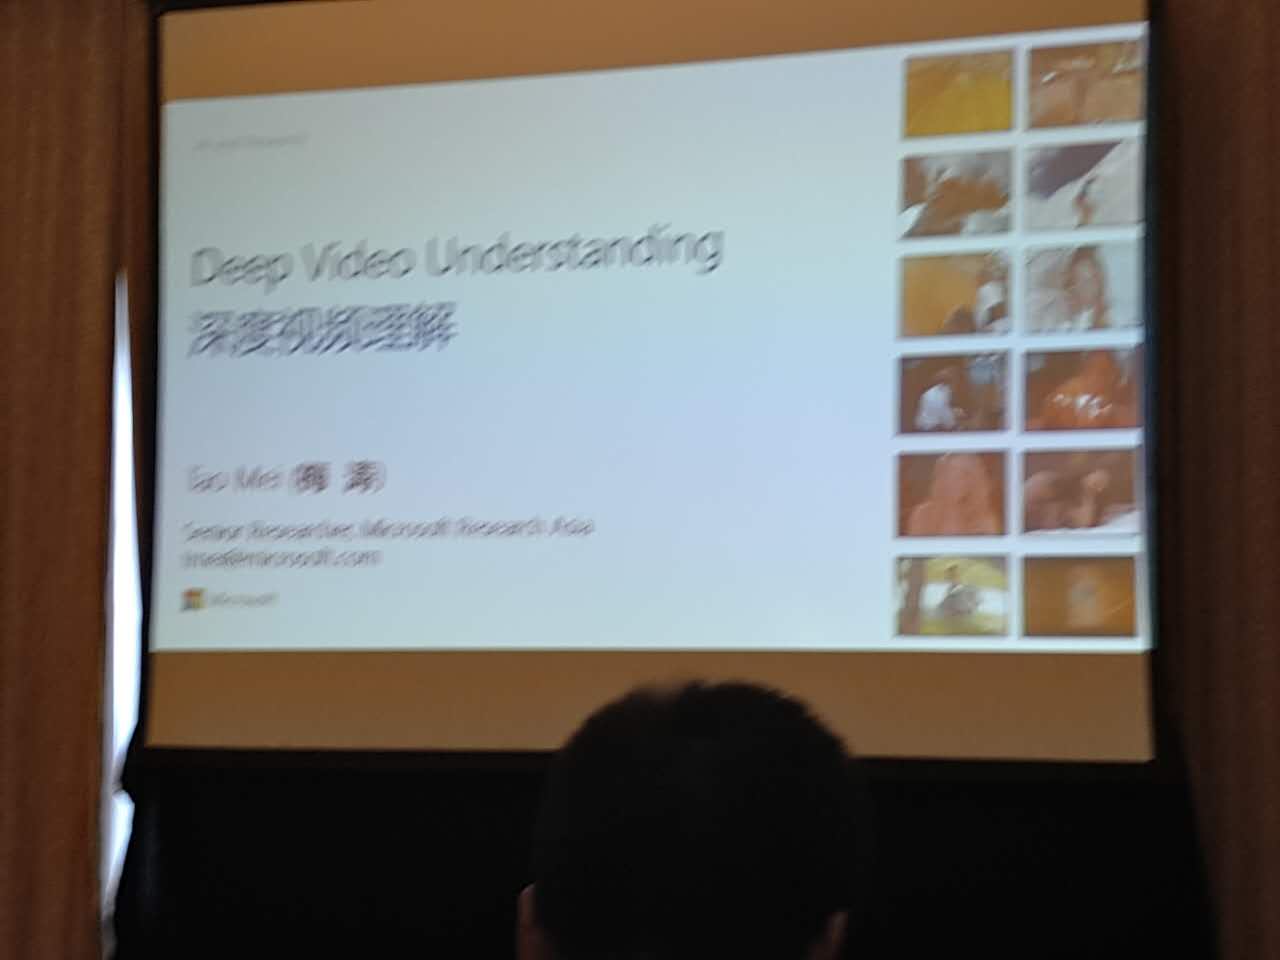 Deep Video Understanding
深度视频理解
Tao Mei (梅 涛)
Senior Researcher, Microsoft Research Asia
tmei@microsoft.com
Microsoft